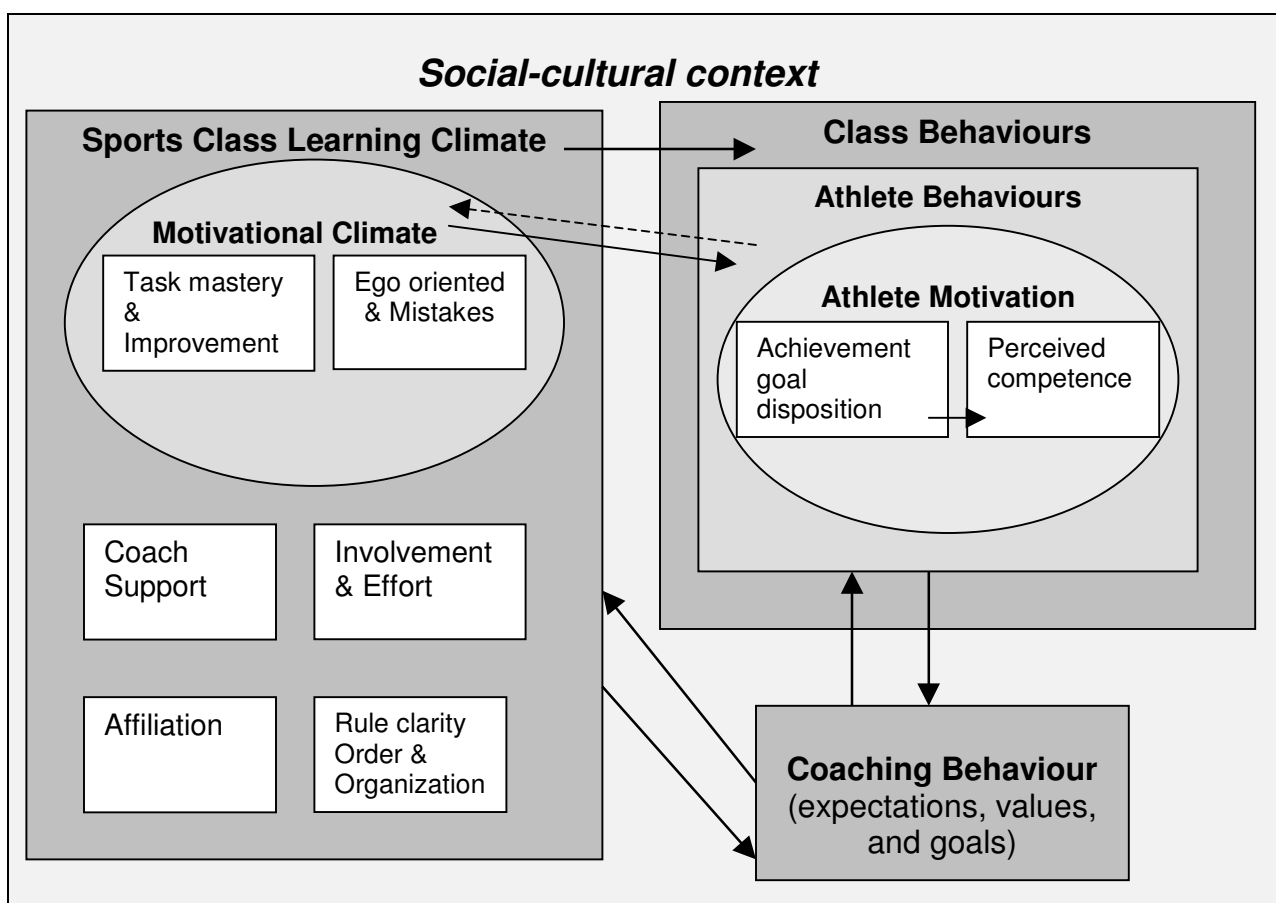 Social-cultural context
Sports Class Learning Climate
Motivational Climate
Task mastery
&
Improvement
Ego oriented
& Mistakes
Coach
Support
Involvement
& Effort
Affiliation
Rule clarity
Order &
Organization
Class Behaviours
Athlete Behaviours
Athlete Motivation
Achievement
goal
disposition
Perceived
competence
Coaching Behaviour
(expectations, values,
and goals)